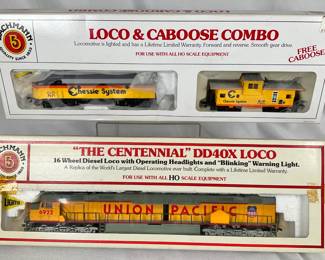 BACHMANN
LOCO & CABOOSE COMBO
Locomotive is lighted and has a Lifetime Limited Warranty. Forward and reverse. Smooth gear drive.
FOR USE WITH ALL HO SCALE EQUIPMENT
FREE
CABOOSE
Chessie System
Chessie System
BACHMANN
"THE CENTENNIAL" DD40X LOCO
16 Wheel Diesel Loco with Operating Headlights and "Blinking" Warning Light.
A Replica of the World's Largest Diesel Locomotive ever built. Complete with a Lifetime Limited Warranty.
FOR USE WITH ALL HO SCALE EQUIPMENT
6922
UNION PACIFIC